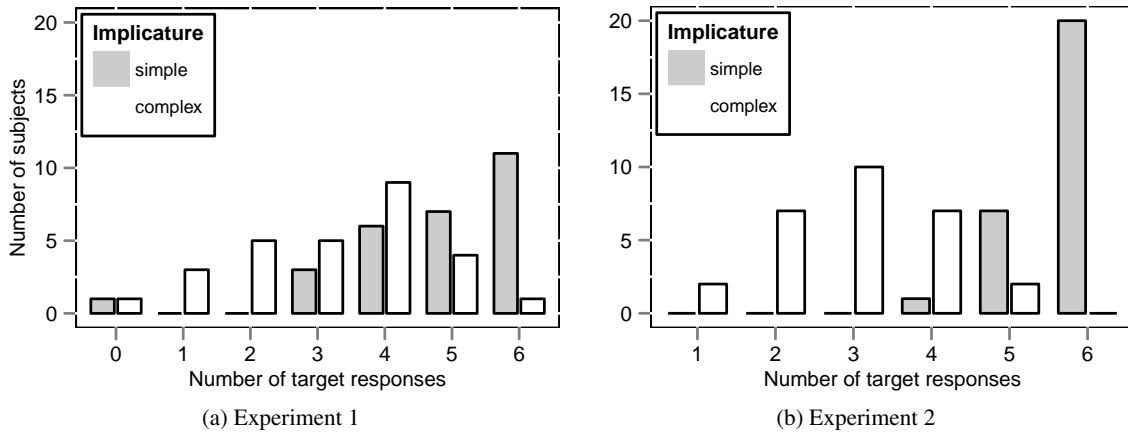 20
15
10
5
0
Number of subjects
Implicature
simple
complex
0 1 2 3 4 5 6
Number of target responses
(a) Experiment 1
20
15
10
5
0
Implicature
simple
complex
1 2 3 4 5 6
Number of target responses
(b) Experiment 2